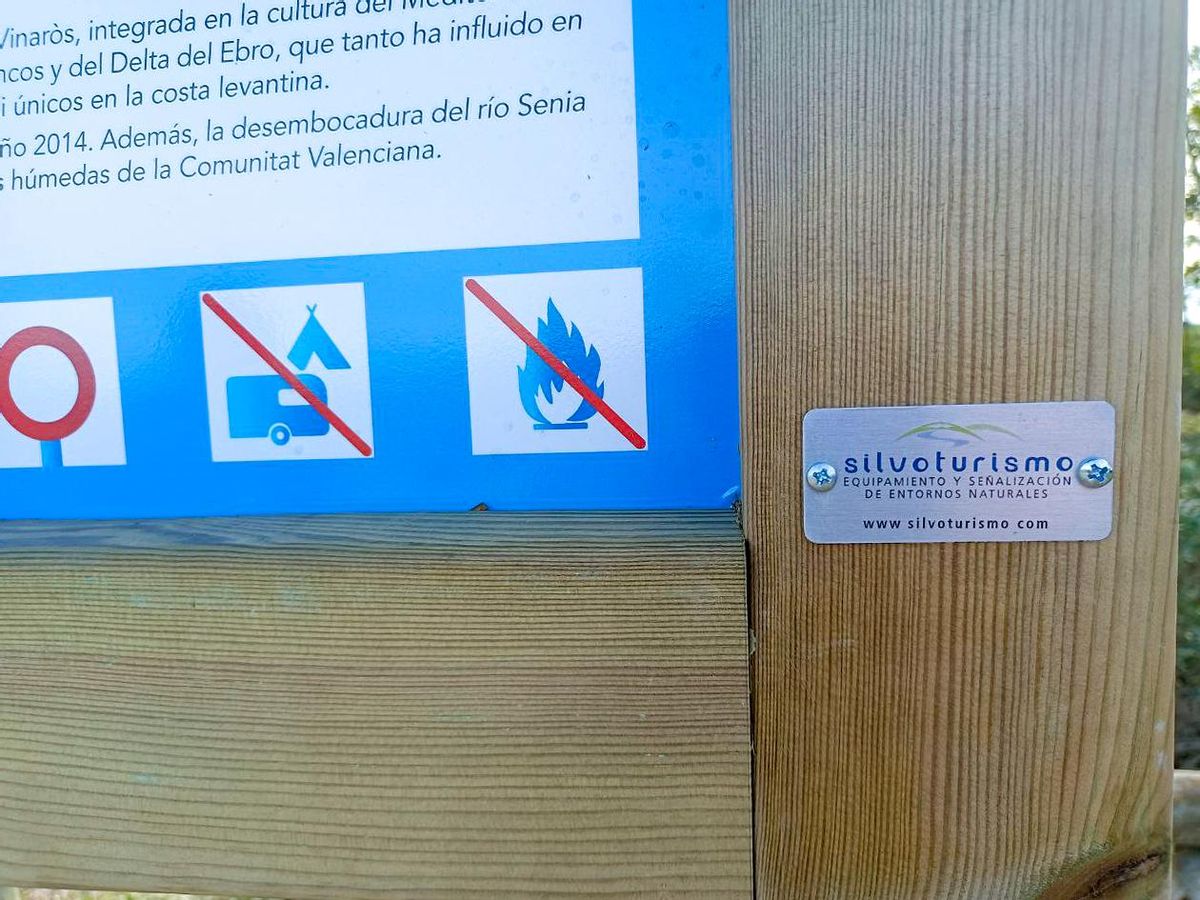 Vinaròs, integrada en la cultura del
y del Delta del Ebro, que tanto ha influido en
únicos en la costa levantina.
2014. Además, la desembocadura del río Senia
húmedas de la Comunitat Valenciana.
silvoturismo
EQUIPAMIENTO Y SEÑALIZACIÓN
DE ENTORNOS NATURALES
www silvoturismo com